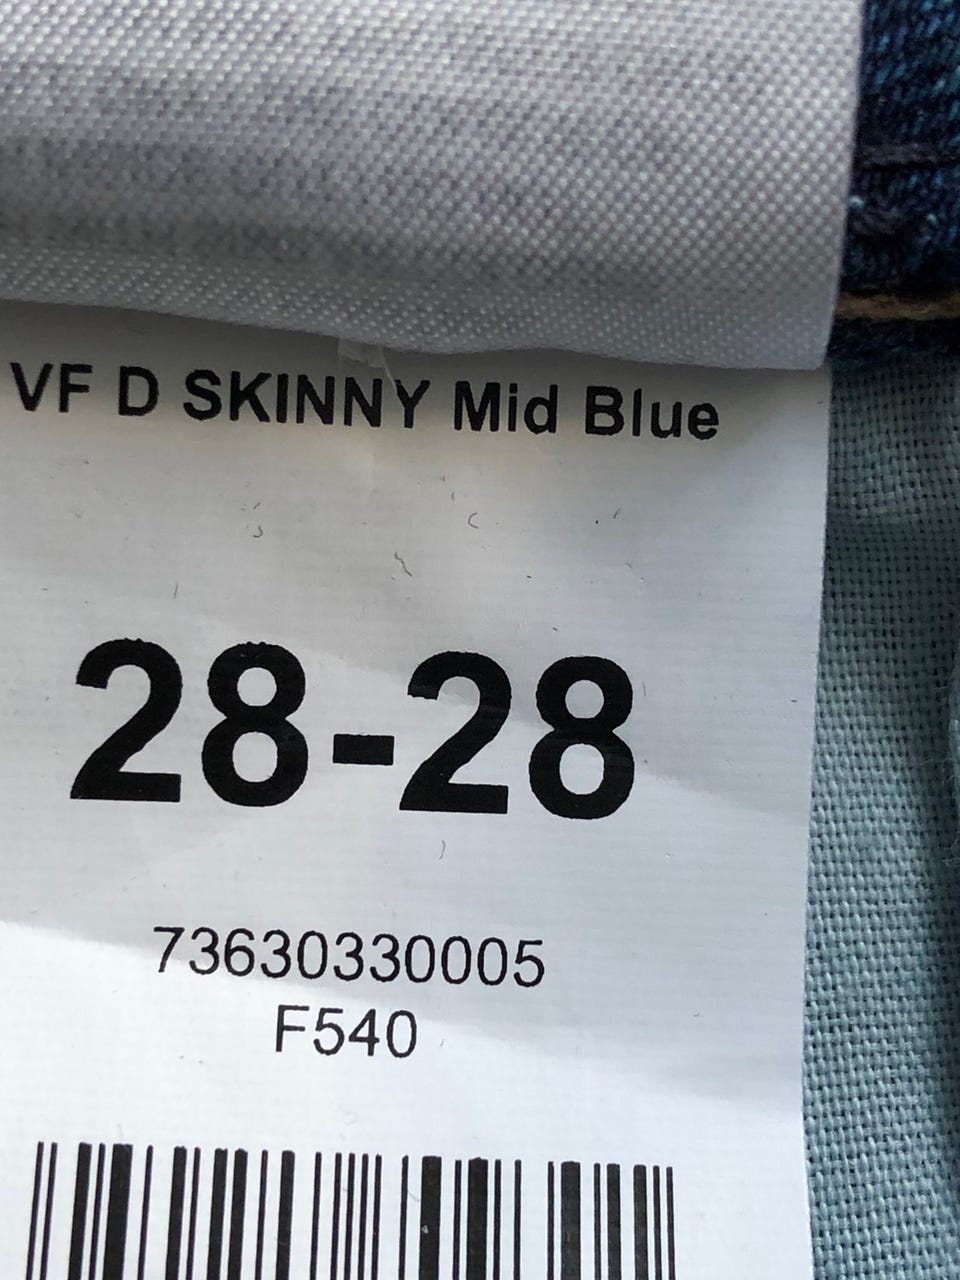 VF D SKINNY Mid Blue
28-28
73630330005
F540